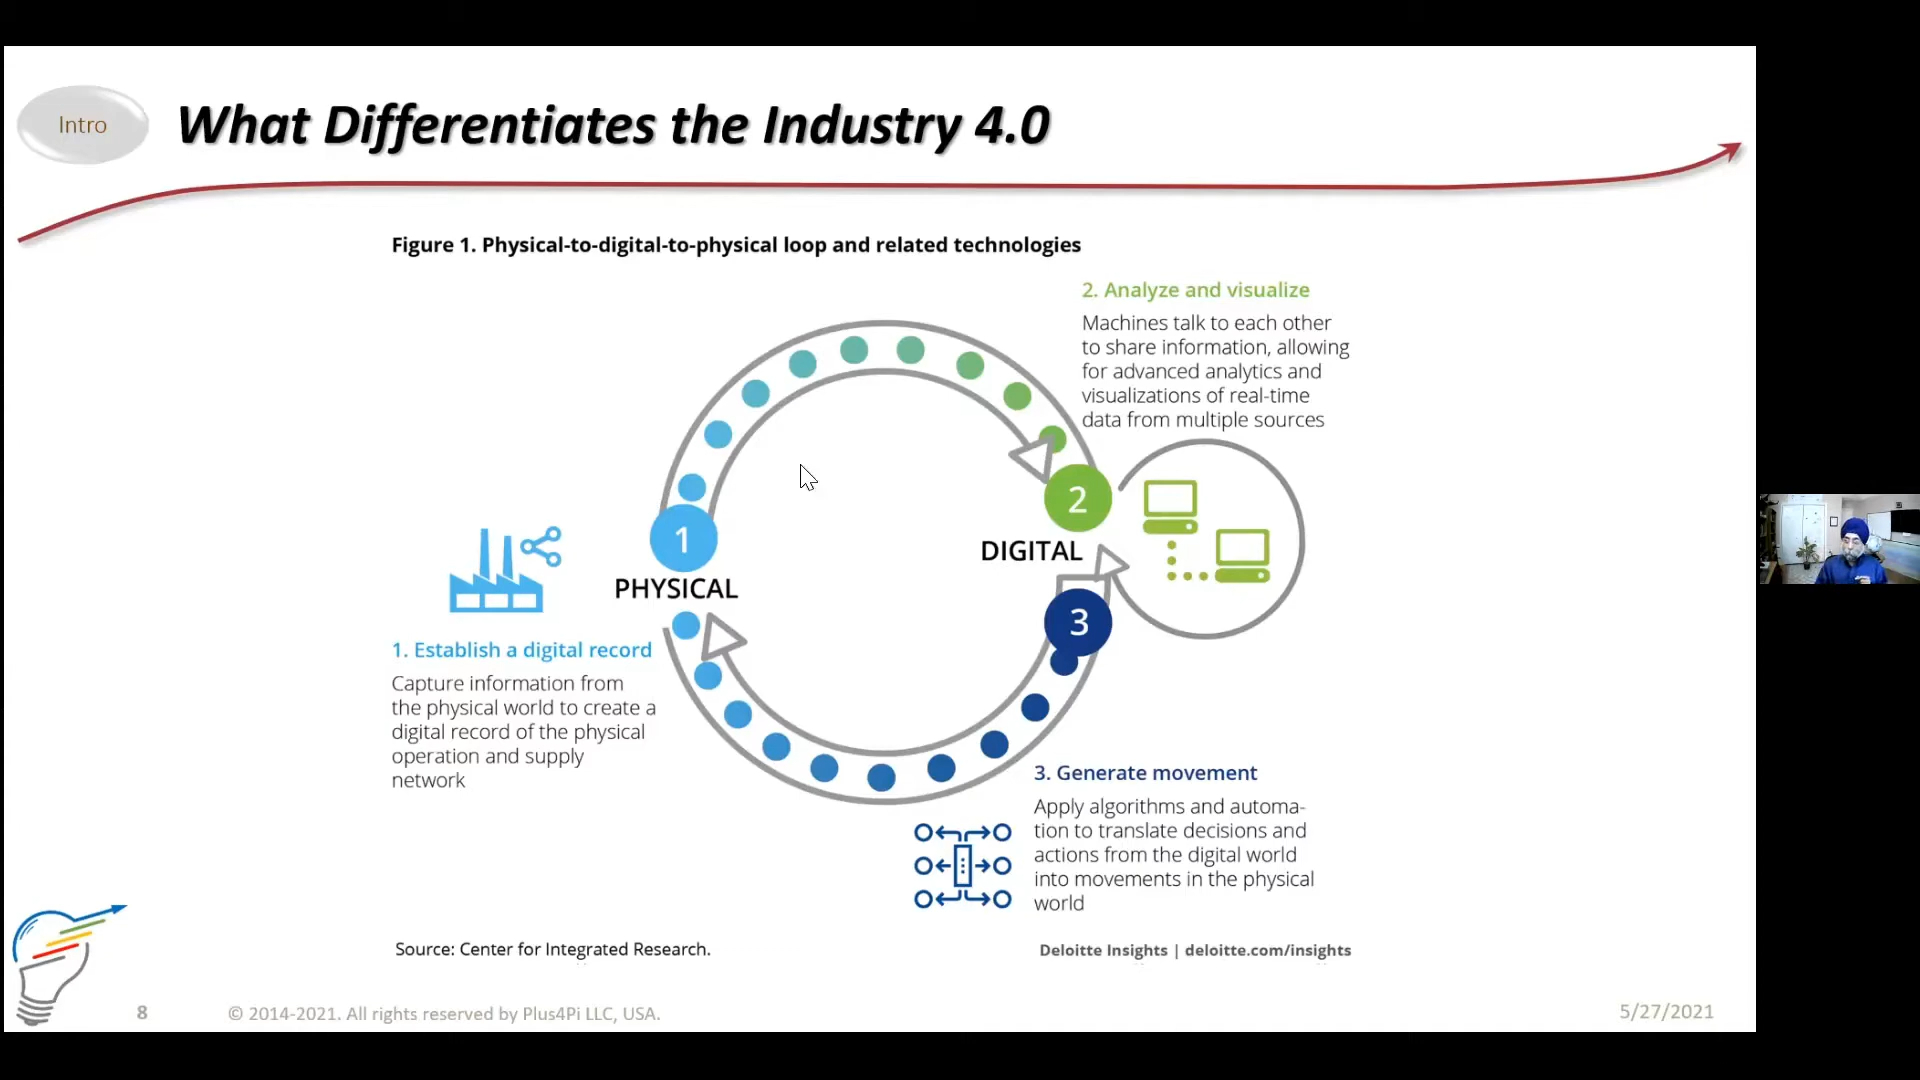 Intro
What Differentiates the Industry 4.0
Figure 1. Physical-to-digital-to-physical loop and related technologies
2. Analyze and visualize
Machines talk to each other
to share information, allowing
for advanced analytics and
visualizations of real-time
data from multiple sources
1
PHYSICAL
2
DIGITAL
3
1. Establish a digital record
Capture information from
the physical world to create a
digital record of the physical
operation and supply
network
3. Generate movement
Apply algorithms and automa-
tion to translate decisions and
actions from the digital world
into movements in the physical
world
Source: Center for Integrated Research.
Deloitte Insights | deloitte.com/insights
8
© 2014-2021. All rights reserved by Plus4Pi LLC, USA.
5/27/2021